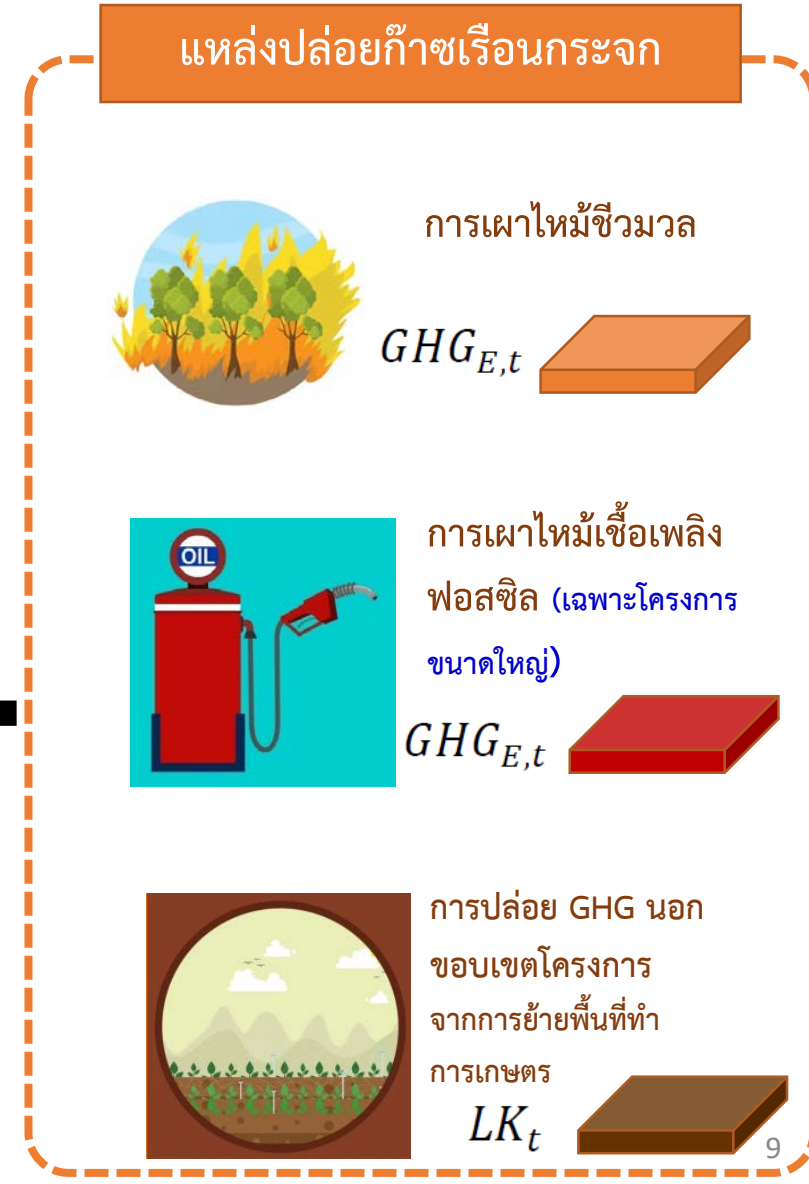 แหล่งปล่อยก๊าซเรือนกระจก
การเผาไหม้ชีวมวล
GHG_{E,t}
OIL
การเผาไหม้เชื้อเพลิง
ฟอสซิล (เฉพาะโครงการ
ขนาดใหญ่)
GHG_{E,t}
การปล่อย GHG นอก
ขอบเขตโครงการ
จากการย้ายพื้นที่ทำ
การเกษตร
LK_t
9